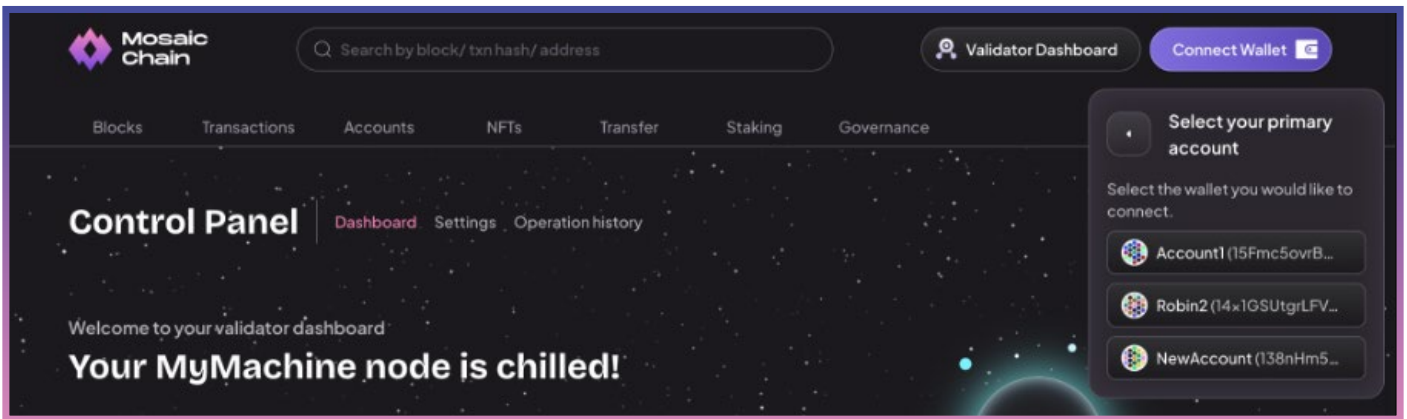 Mosaic
Chain
Search by block/ txn hash/ address
Validator Dashboard
Connect Wallet
Blocks
Transactions
Accounts
NFTs
Transfer
Staking
Governance
Select your primary
account
Select the wallet you would like to
connect.
Account1 (15Fmc5ovrB...
Robin2 (14x1GSUtgrLFV...
NewAccount (138nHm5...
Control Panel
Dashboard
Settings
Operation history
Welcome to your validator dashboard
Your MyMachine node is chilled!